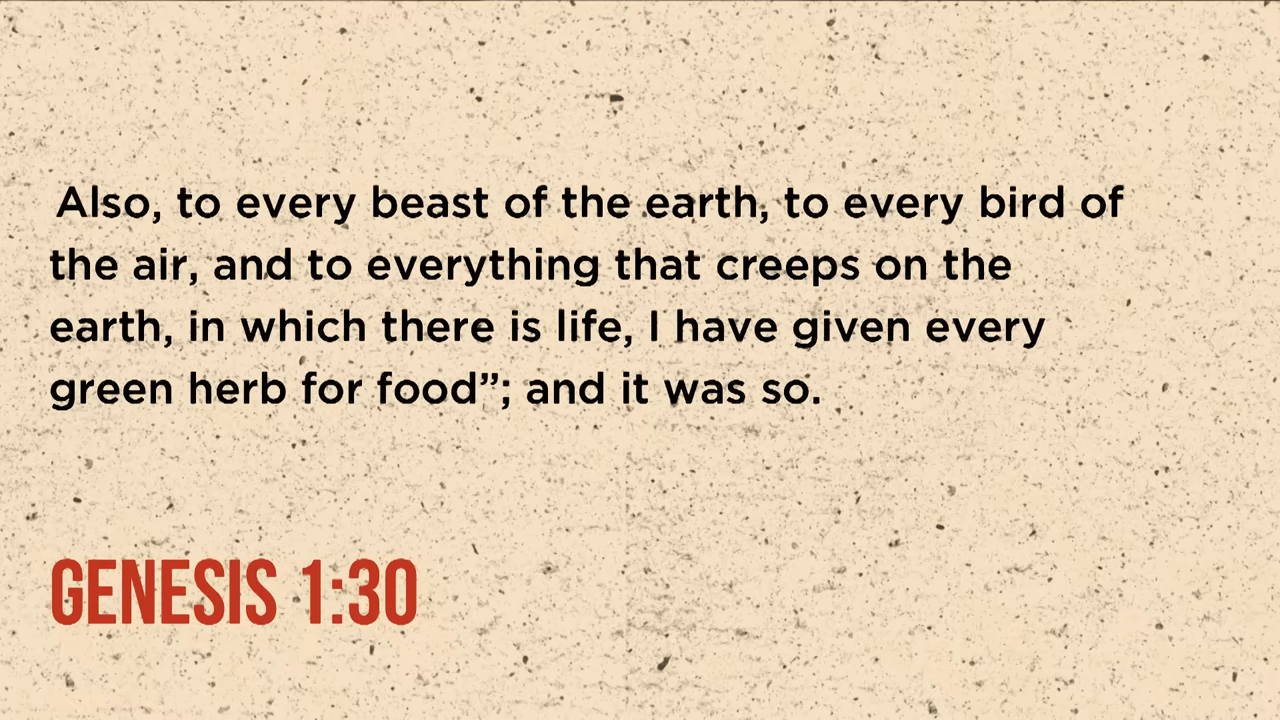 Also, to every beast of the earth, to every bird of
the air, and to everything that creeps on the
earth, in which there is life, I have given every
green herb for food”; and it was so.
GENESIS 1:30